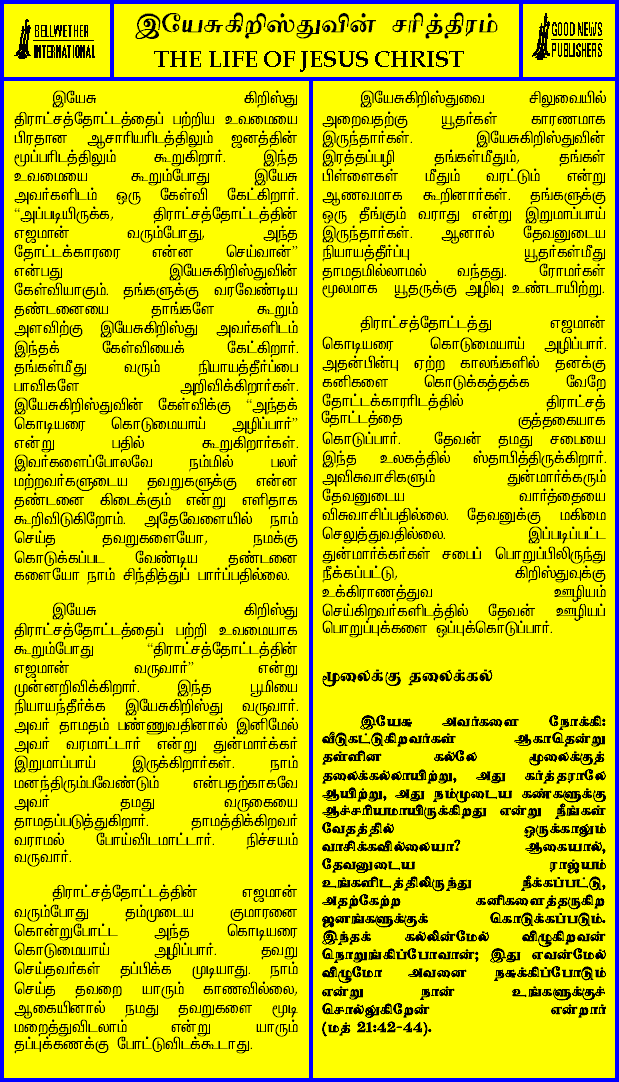 BELLWETHER
INTERNATIONAL
இயேசுகிறிஸ்துவின் சரித்திரம்
THE LIFE OF JESUS CHRIST
GOOD NEWS
PUBLISHERS
இயேசு கிறிஸ்து
திராட்சத்தோட்டத்தைப் பற்றிய உவமையை
பிரதான ஆசாரியரிடத்திலும் ஜனத்தின்
மூப்பரிடத்திலும் கூறுகிறார். இந்த
உவமையை கூறும்போது இயேசு
அவர்களிடம் ஒரு கேள்வி கேட்கிறார்.
“அப்படியிருக்க, திராட்சத்தோட்டத்தின்
எஜமான் வரும்போது, அந்த
தோட்டக்காரரை என்ன செய்வான்”
என்பது இயேசுகிறிஸ்துவின்
கேள்வியாகும். தங்களுக்கு வரவேண்டிய
தண்டனையை தாங்களே கூறும்
அளவிற்கு இயேசுகிறிஸ்து அவர்களிடம்
இந்தக் கேள்வியைக் கேட்கிறார்.
தங்கள்மீது வரும் நியாயத்தீர்ப்பை
பாவிகளே அறிவிக்கிறார்கள்.
இயேசுகிறிஸ்துவின் கேள்விக்கு “அந்தக்
கொடியரை கொடுமையாய் அழிப்பார்”
என்று பதில் கூறுகிறார்கள்.
இவர்களைப்போலவே நம்மில் பலர்
மற்றவர்களுடைய தவறுகளுக்கு என்ன
தண்டனை கிடைக்கும் என்று எளிதாக
கூறிவிடுகிறோம். அதேவேளையில் நாம்
செய்த தவறுகளையோ, நமக்கு
கொடுக்கப்பட வேண்டிய தண்டனை
களையோ நாம் சிந்தித்துப் பார்ப்பதில்லை.
இயேசு கிறிஸ்து
திராட்சத்தோட்டத்தைப் பற்றி உவமையாக
கூறும்போது “திராட்சத்தோட்டத்தின்
எஜமான் வருவார்” என்று
முன்னறிவிக்கிறார். இந்த பூமியை
நியாயந்தீர்க்க இயேசுகிறிஸ்து வருவார்.
அவர் தாமதம் பண்ணுவதினால் இனிமேல்
அவர் வரமாட்டார் என்று துன்மார்க்கர்
இறுமாப்பாய் இருக்கிறார்கள். நாம்
மனந்திரும்பவேண்டும் என்பதற்காகவே
அவர் தமது வருகையை
தாமதப்படுத்துகிறார். தாமத்திக்கிறவர்
வராமல் போய்விடமாட்டார். நிச்சயம்
வருவார்.
திராட்சத்தோட்டத்தின் எஜமான்
வரும்போது தம்முடைய குமாரனை
கொன்றுபோட்ட அந்த கொடியரை
கொடுமையாய் அழிப்பார். தவறு
செய்தவர்கள் தப்பிக்க முடியாது. நாம்
செய்த தவறை யாரும் காணவில்லை,
ஆகையினால் நமது தவறுகளை மூடி
மறைத்துவிடலாம் என்று யாரும்
தப்புக்கணக்கு போட்டுவிடக்கூடாது.
இயேசுகிறிஸ்துவை சிலுவையில்
அறைவதற்கு யூதர்கள் காரணமாக
இருந்தார்கள். இயேசுகிறிஸ்துவின்
இரத்தப்பழி தங்கள்மீதும், தங்கள்
பிள்ளைகள் மீதும் வரட்டும் என்று
ஆணவமாக கூறினார்கள். தங்களுக்கு
ஒரு தீங்கும் வராது என்று இறுமாப்பாய்
இருந்தார்கள். ஆனால் தேவனுடைய
நியாயத்தீர்ப்பு யூதர்கள்மீது
தாமதமில்லாமல் வந்தது. ரோமர்கள்
மூலமாக யூதருக்கு அழிவு உண்டாயிற்று.
திராட்சத்தோட்டத்து எஜமான்
கொடியரை கொடுமையாய் அழிப்பார்.
அதன்பின்பு ஏற்ற காலங்களில் தனக்கு
கனிகளை கொடுக்கத்தக்க வேறே
தோட்டக்காரரிடத்தில் திராட்சத்
தோட்டத்தை குத்தகையாக
கொடுப்பார். தேவன் தமது சபையை
இந்த உலகத்தில் ஸ்தாபித்திருக்கிறார்.
அவிசுவாசிகளும் துன்மார்க்கரும்
தேவனுடைய வார்த்தையை
விசுவாசிப்பதில்லை. தேவனுக்கு மகிமை
செலுத்துவதில்லை. இப்படிப்பட்ட
துன்மார்க்கர்கள் சபைப் பொறுப்பிலிருந்து
நீக்கப்பட்டு, கிறிஸ்துவுக்கு
உக்கிராணத்துவ ஊழியம்
செய்கிறவர்களிடத்தில் தேவன் ஊழியப்
பொறுப்புக்களை ஒப்புக்கொடுப்பார்.
மூலைக்கு தலைக்கல்
இயேசு அவர்களை நோக்கி:
வீடுகட்டுகிறவர்கள் ஆகாதென்று
தள்ளின கல்லே மூலைக்குத்
தலைக்கல்லாயிற்று, அது கர்த்தராலே
ஆயிற்று, அது நம்முடைய கண்களுக்கு
ஆச்சரியமாயிருக்கிறது என்று நீங்கள்
வேதத்தில் ஒருக்காலும்
வாசிக்கவில்லையா? ஆகையால்,
தேவனுடைய ராஜ்யம்
உங்களிடத்திலிருந்து நீக்கப்பட்டு,
அதற்கேற்ற கனிகளைத்தருகிற
ஜனங்களுக்குக் கொடுக்கப்படும்.
இந்தக் கல்லின்மேல் விழுகிறவன்
நொறுங்கிப்போவான்; இது எவன்மேல்
விழுமோ அவனை நசுக்கிப்போடும்
என்று நான் உங்களுக்குச்
சொல்லுகிறேன் என்றார்
(மத் 21:42-44).